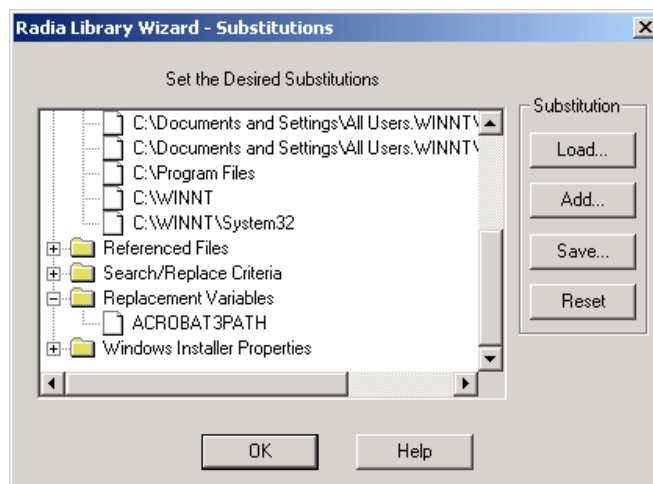 Radia Library Wizard - Substitutions
Set the Desired Substitutions
C:\Documents and Settings\All Users.WINNT\
C:\Documents and Settings\All Users.WINNT\
C:\Program Files
C:\WINNT
C:\WINNT\System32
Referenced Files
Search/Replace Criteria
Replacement Variables
ACROBAT3PATH
Windows Installer Properties
Substitution
Load...
Add...
Save...
Reset
OK
Help